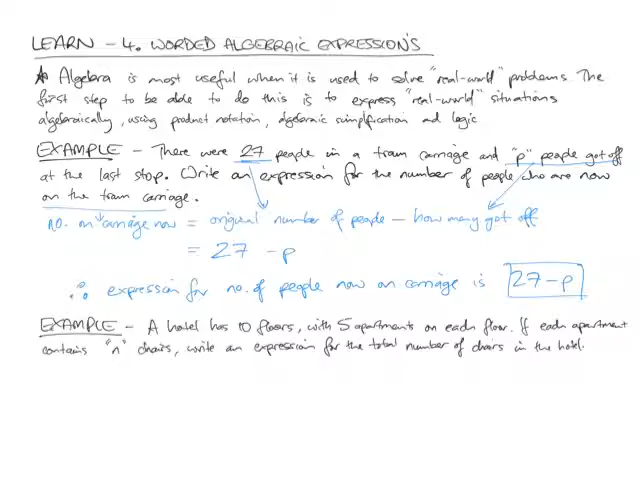 LEARN - 4. WORDED ALGEBRAIC EXPRESSIONS
* Algebra is most useful when it is used to solve "real-world" problems. The
first step to be able to do this is to express "real-world" situations
algebraically, using product notation, algebraic simplification and logic
EXAMPLE - There were 27 people in a tram carriage and "p" people got off
at the last stop. Write an expression for the number of people who are now
on the tram carriage.
no. on carriage now = original number of people - how many got off
= 27 - p
∴ expression for no. of people now on carriage is 27 - p
EXAMPLE - A hotel has 10 floors, with 5 apartments on each floor. If each apartment
contains "n" chairs, write an expression for the total number of chairs in the hotel.